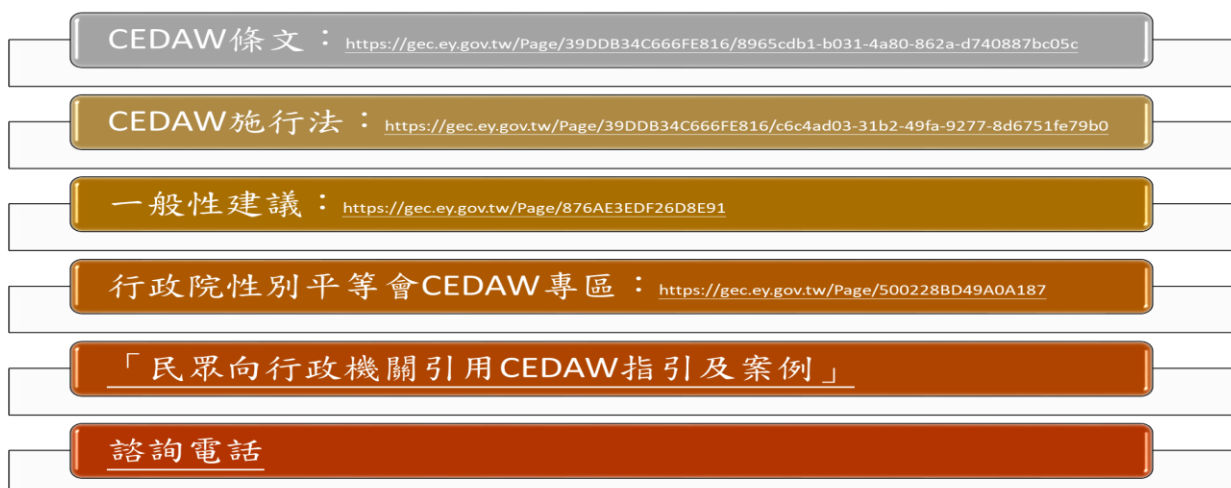 CEDAW條文：https://gec.ey.gov.tw/Page/39DDB34C666FE816/8965cdb1-b031-4a80-862a-d740887bc05c
CEDAW施行法：https://gec.ey.gov.tw/Page/39DDB34C666FE816/c6c4ad03-31b2-49fa-9277-8d6751fe79b0
一般性建議：https://gec.ey.gov.tw/Page/876AE3EDF26D8E91
行政院性別平等會CEDAW專區：https://gec.ey.gov.tw/Page/500228BD49A0A187
「民眾向行政機關引用CEDAW指引及案例」
諮詢電話